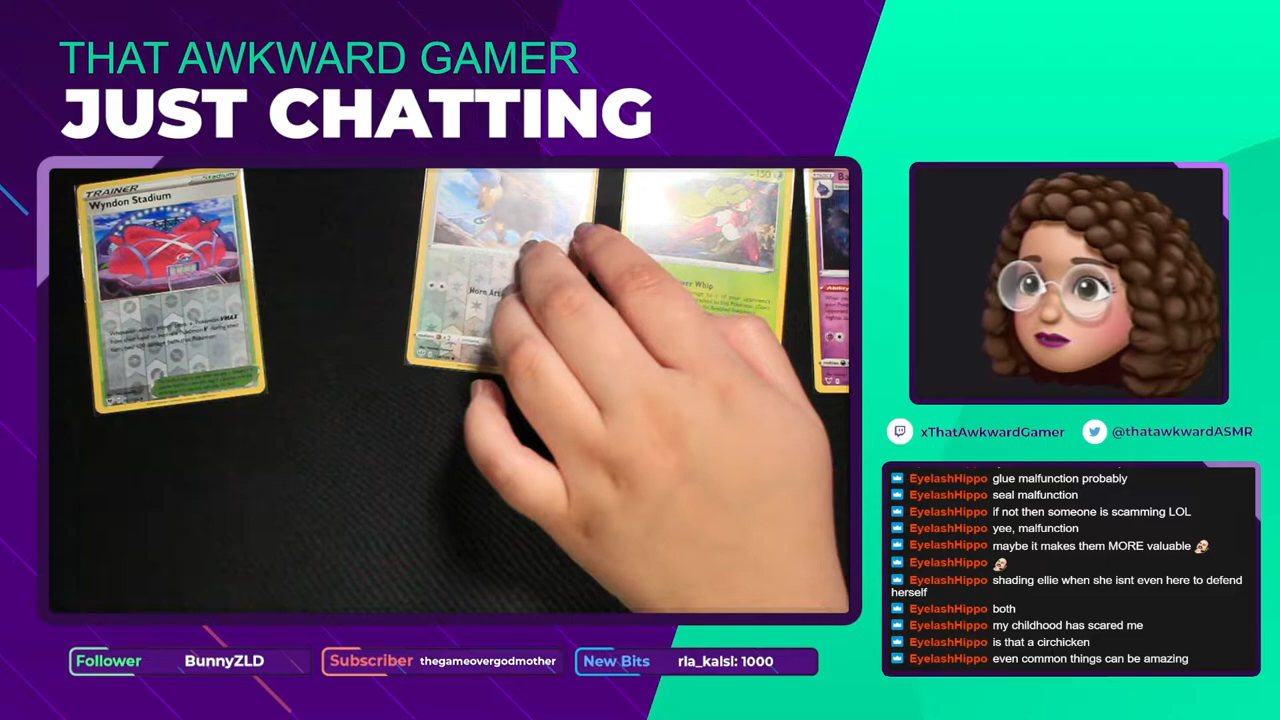 THAT AWKWARD GAMER
JUST CHATTING
TRAINER
Stadium
Wyndon Stadium
VMAX
Horn
150
Whip
Ba
Ability
xThatAwkwardGamer
@thatawkwardASMR
EyelashHippo glue malfunction probably
EyelashHippo seal malfunction
EyelashHippo if not then someone is scamming LOL
EyelashHippo yee, malfunction
EyelashHippo maybe it makes them MORE valuable
EyelashHippo
EyelashHippo shading ellie when she isnt even here to defend
herself
EyelashHippo both
EyelashHippo my childhood has scared me
EyelashHippo is that a circhicken
EyelashHippo even common things can be amazing
Follower BunnyZLD
Subscriber thegameovergodmother
New Bits rla_kalsl: 1000